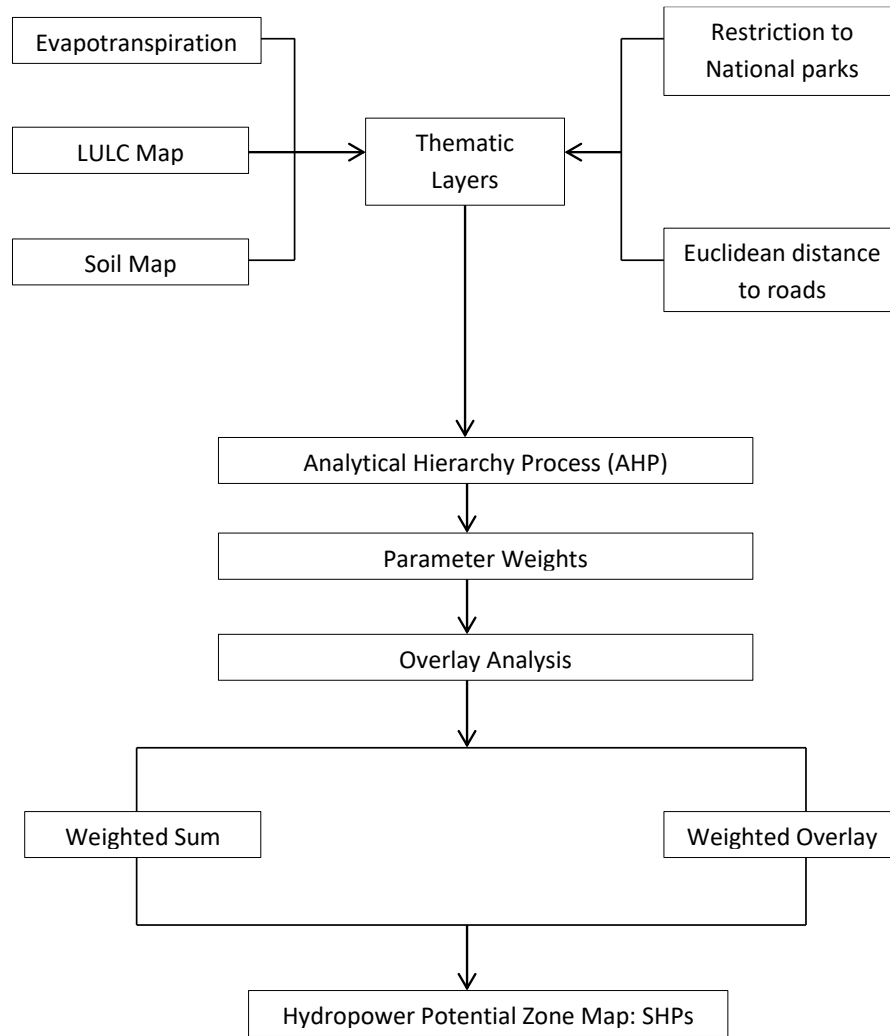 Evapotranspiration
LULC Map
Soil Map
Thematic
Layers
Restriction to
National parks
Euclidean distance
to roads
Analytical Hierarchy Process (AHP)
Parameter Weights
Overlay Analysis
Weighted Sum
Weighted Overlay
Hydropower Potential Zone Map: SHPs